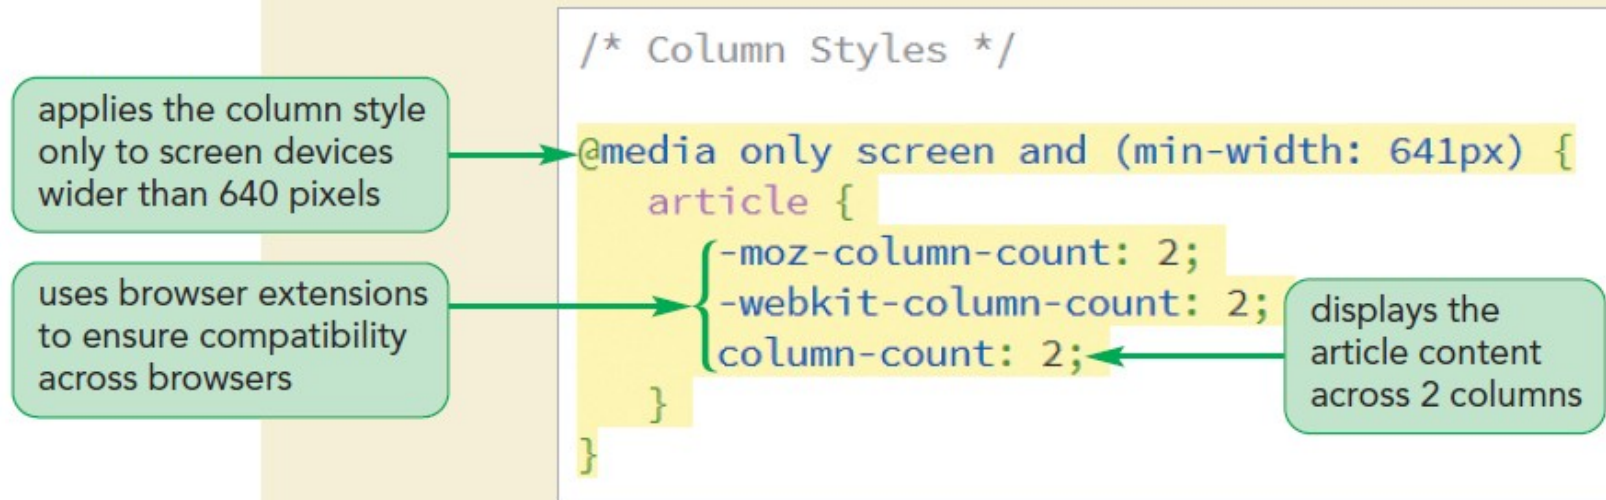 /* Column Styles */
applies the column style
only to screen devices
wider than 640 pixels
@media only screen and (min-width: 641px) {
article {
-moz-column-count: 2;
-webkit-column-count: 2;
column-count: 2;
}
}
uses browser extensions
to ensure compatibility
across browsers
displays the
article content
across 2 columns